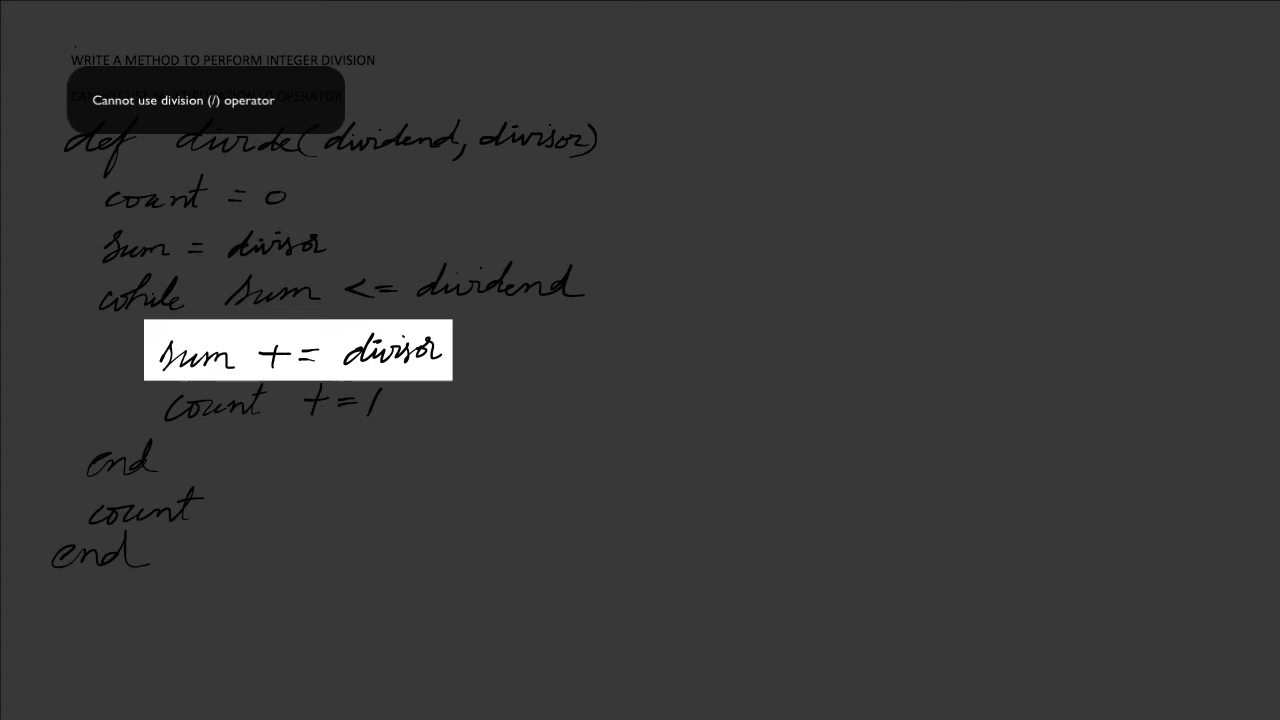 WRITE A METHOD TO PERFORM INTEGER DIVISION
Cannot use division (/) operator
def divide(dividend, divisor)
count = 0
sum = divisor
while sum <= dividend
sum += divisor
count += 1
end
count
end